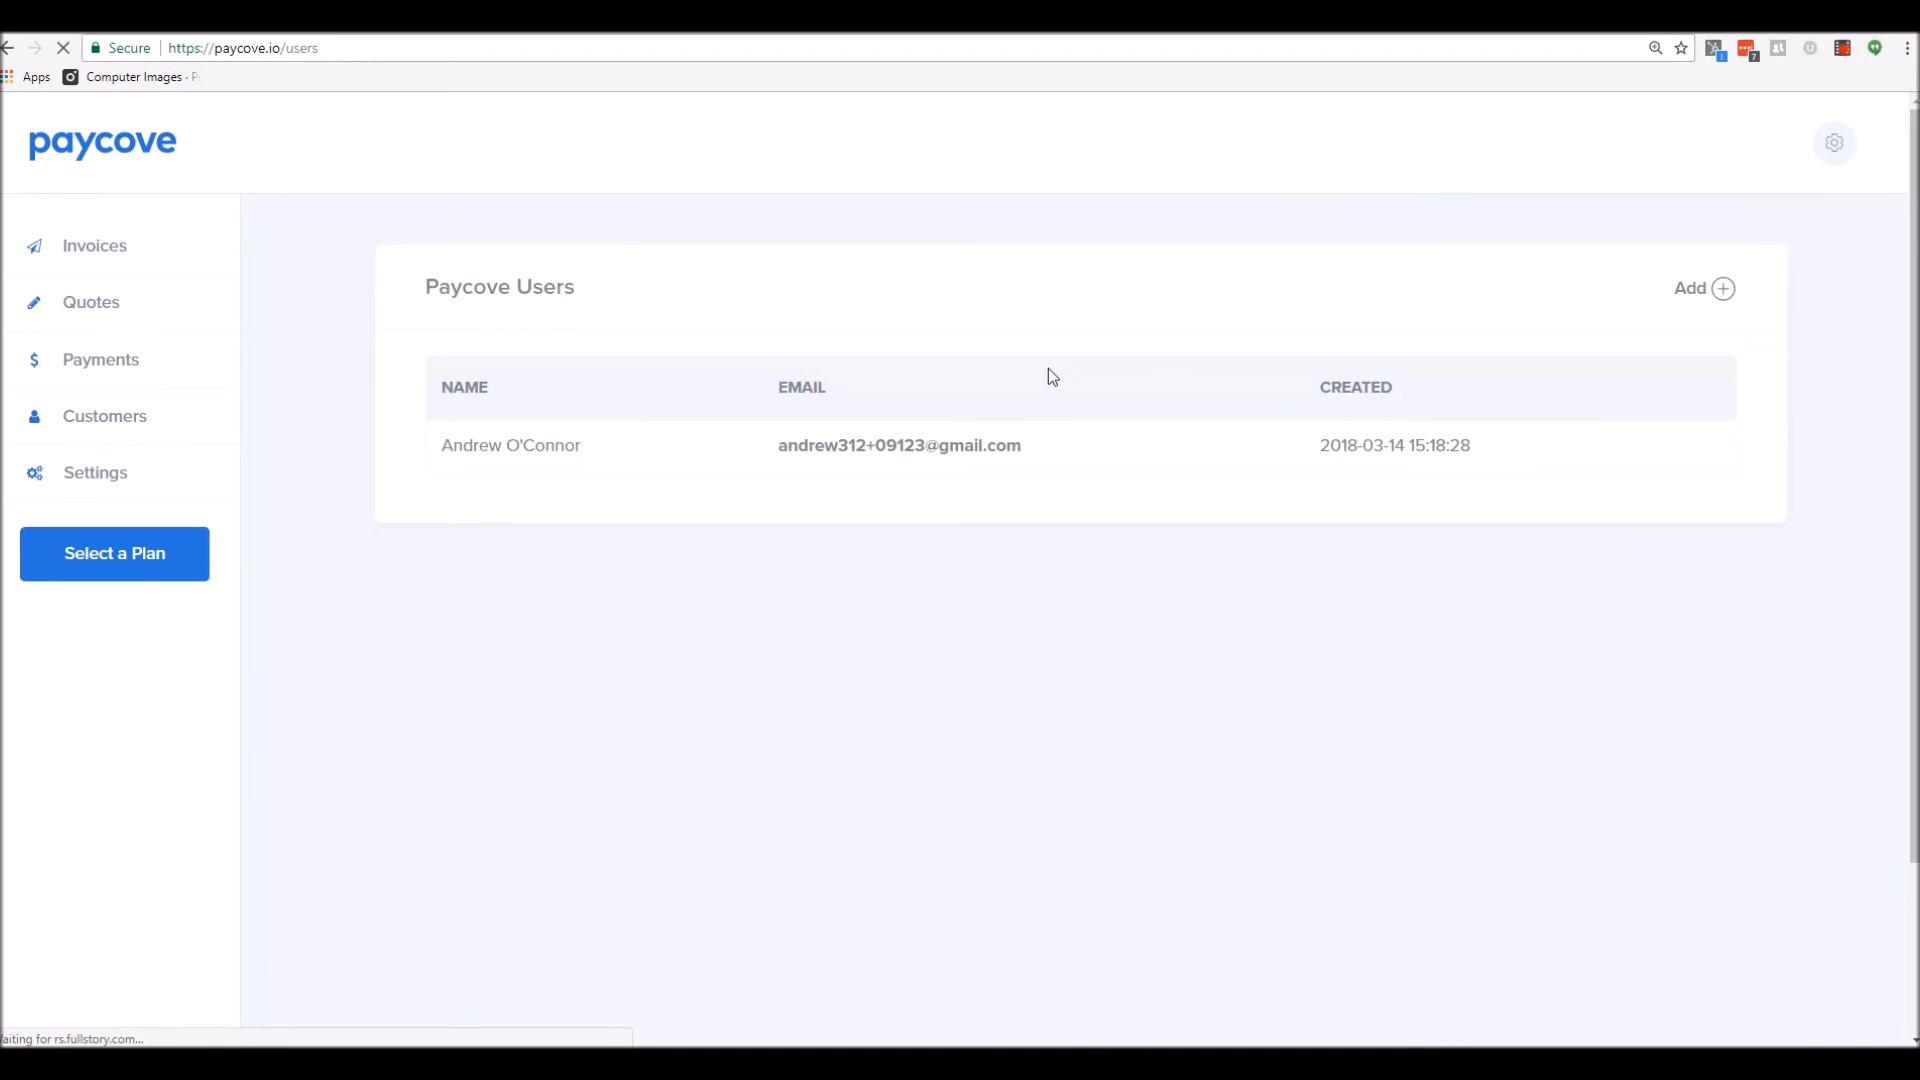 Secure https://paycove.io/users
7
Apps Computer Images -
paycove
Invoices
Quotes
Payments
Customers
Settings
Select a Plan
Paycove Users
Add
NAME EMAIL CREATED
Andrew O'Connor andrew312+09123@gmail.com 2018-03-14 15:18:28
aiting for rs.fullstory.com...